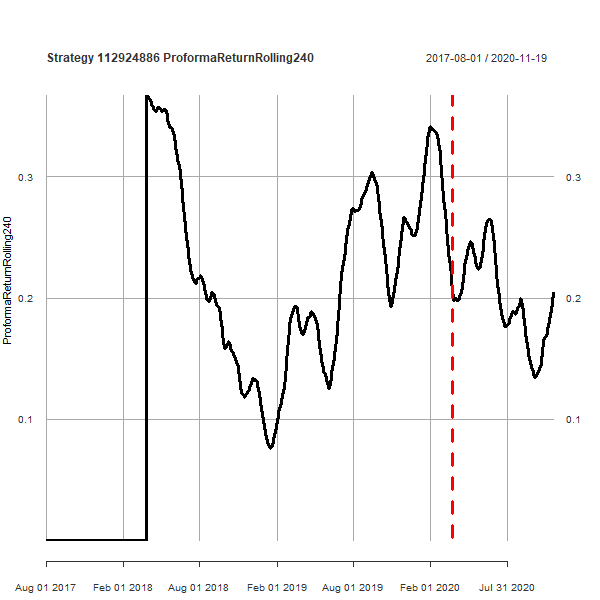 Strategy 112924886 ProformaReturnRolling240
2017-08-01 / 2020-11-19
ProformaReturnRolling240
0.3
0.2
0.1
0.3
0.2
0.1
Aug 01 2017
Feb 01 2018
Aug 01 2018
Feb 01 2019
Aug 01 2019
Feb 01 2020
Jul 31 2020